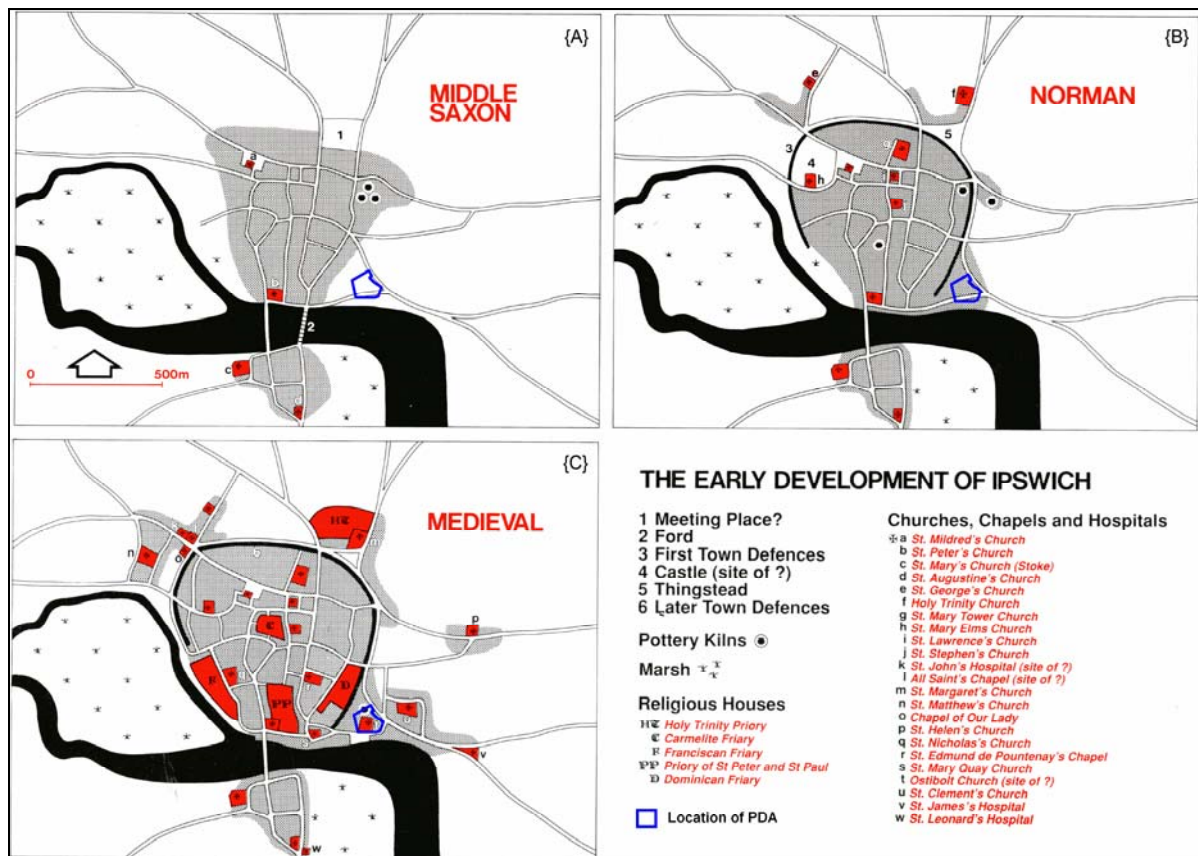 {A}
MIDDLE
SAXON
1
a
b
2
c
d
0 500m
{B}
NORMAN
e
f
5
3
4
g
h
{C}
MEDIEVAL
HT
n
o
6
p
C
F
PP
D
v
w
THE EARLY DEVELOPMENT OF IPSWICH
1 Meeting Place?
2 Ford
3 First Town Defences
4 Castle (site of ?)
5 Thingstead
6 Later Town Defences
Pottery Kilns
Marsh
Religious Houses
HT Holy Trinity Priory
C Carmelite Friary
F Franciscan Friary
PP Priory of St Peter and St Paul
D Dominican Friary
Location of PDA
Churches, Chapels and Hospitals
a St. Mildred's Church
b St. Peter's Church
c St. Mary's Church (Stoke)
d St. Augustine's Church
e St. George's Church
f Holy Trinity Church
g St. Mary Tower Church
h St. Mary Elms Church
i St. Lawrence's Church
j St. Stephen's Church
k St. John's Hospital (site of ?)
l All Saint's Chapel (site of ?)
m St. Margaret's Church
n St. Matthew's Church
o Chapel of Our Lady
p St. Helen's Church
q St. Nicholas's Church
r St. Edmund de Pountenay's Chapel
s St. Mary Quay Church
t Ostibolt Church (site of ?)
u St. Clement's Church
v St. James's Hospital
w St. Leonard's Hospital